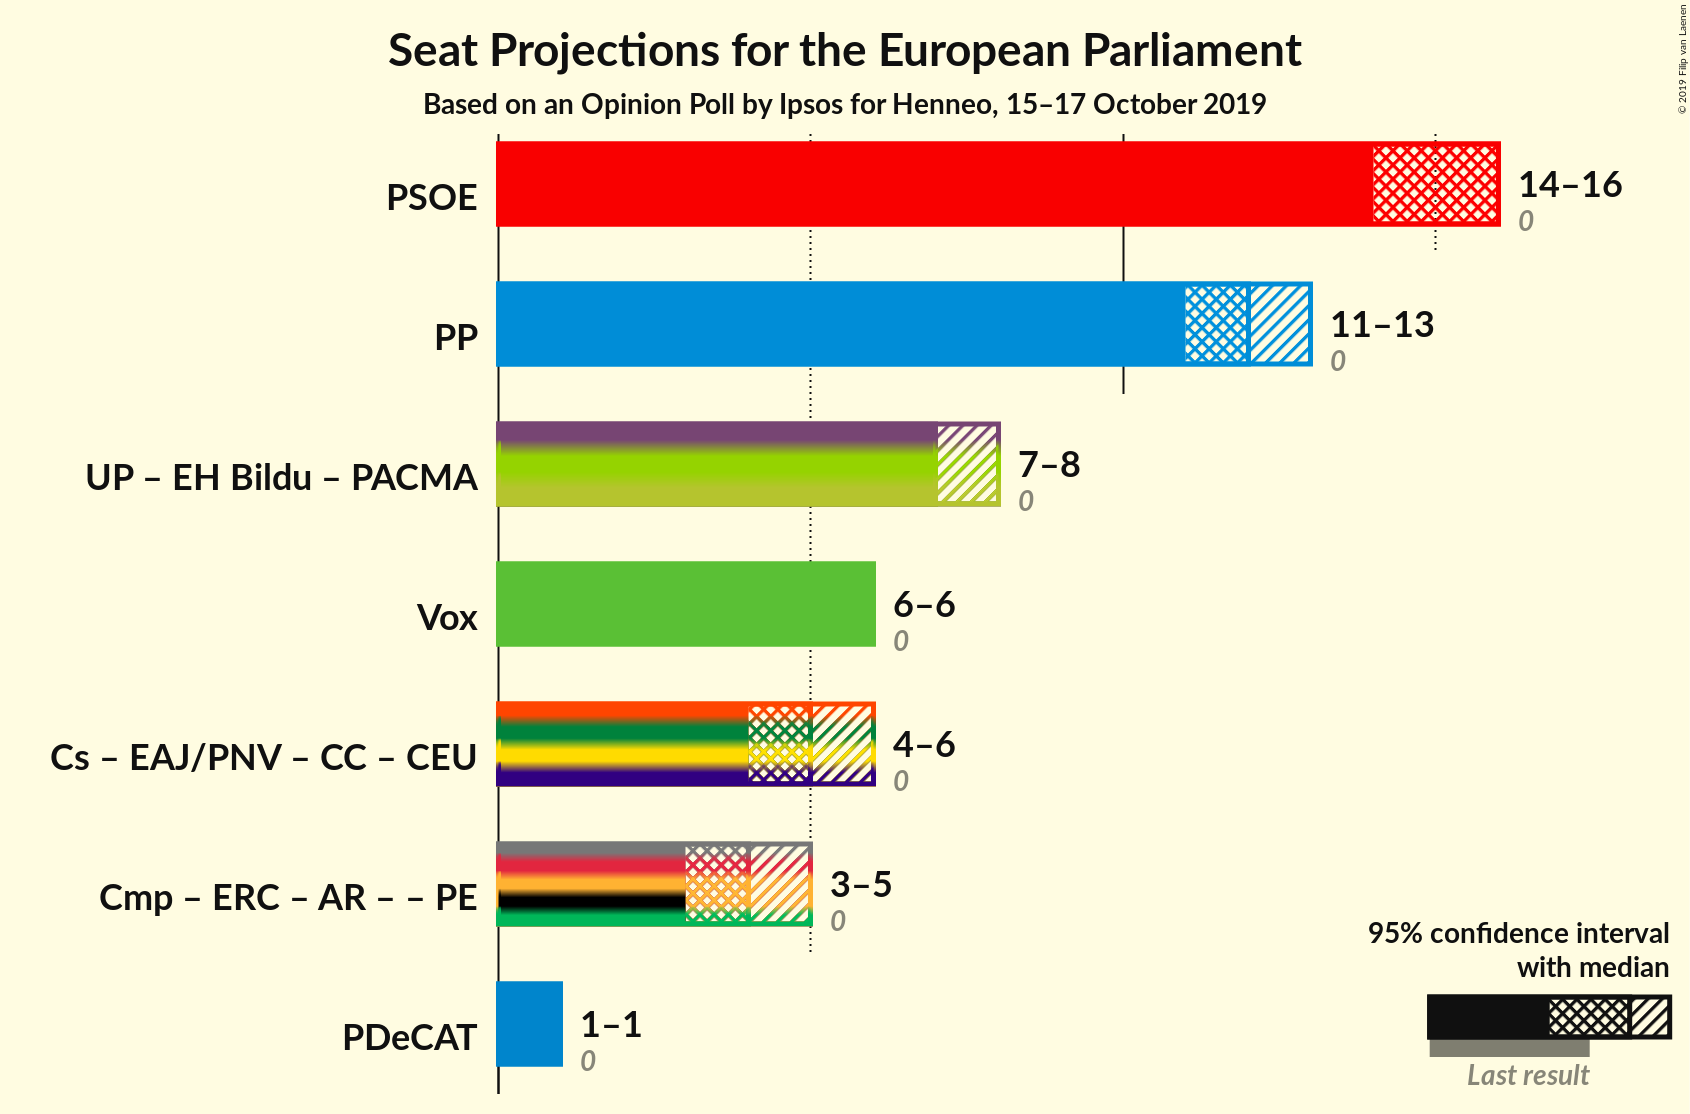 Seat Projections for the European Parliament
Based on an Opinion Poll by Ipsos for Henneo, 15–17 October 2019
© 2019 Filip van Laenen
PSOE
14–16
0
PP
11–13
0
UP – EH Bildu – PACMA
7–8
0
Vox
6–6
0
Cs – EAJ/PNV – CC – CEU
4–6
0
Cmp – ERC – AR – – PE
3–5
0
PDeCAT
1–1
0
95% confidence interval
with median
Last result